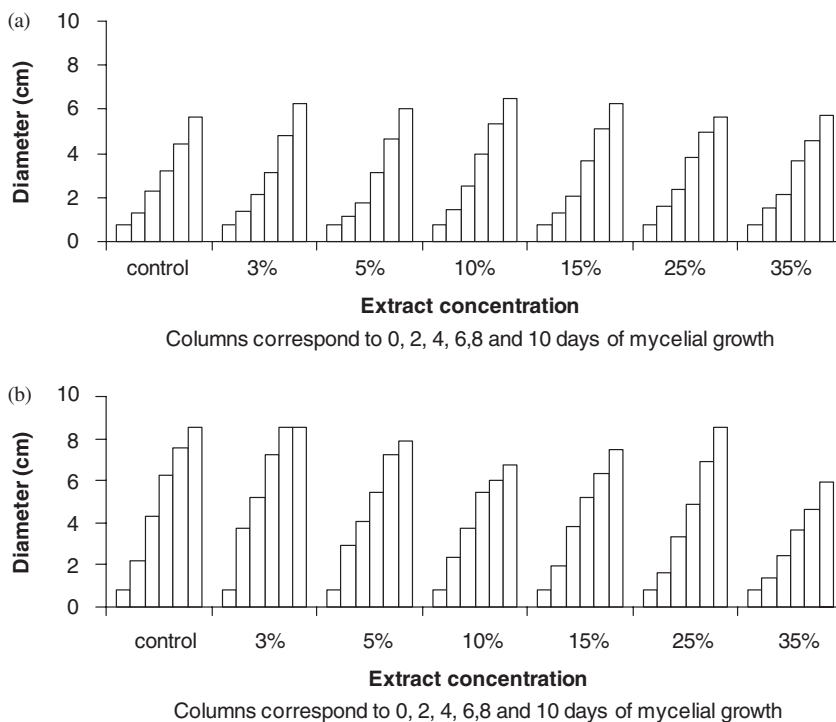 (a)
10
8
6
4
2
0
Diameter (cm)
control 3% 5% 10% 15% 25% 35%
Extract concentration
Columns correspond to 0, 2, 4, 6,8 and 10 days of mycelial growth
(b)
10
8
6
4
2
0
Diameter (cm)
control 3% 5% 10% 15% 25% 35%
Extract concentration
Columns correspond to 0, 2, 4, 6,8 and 10 days of mycelial growth